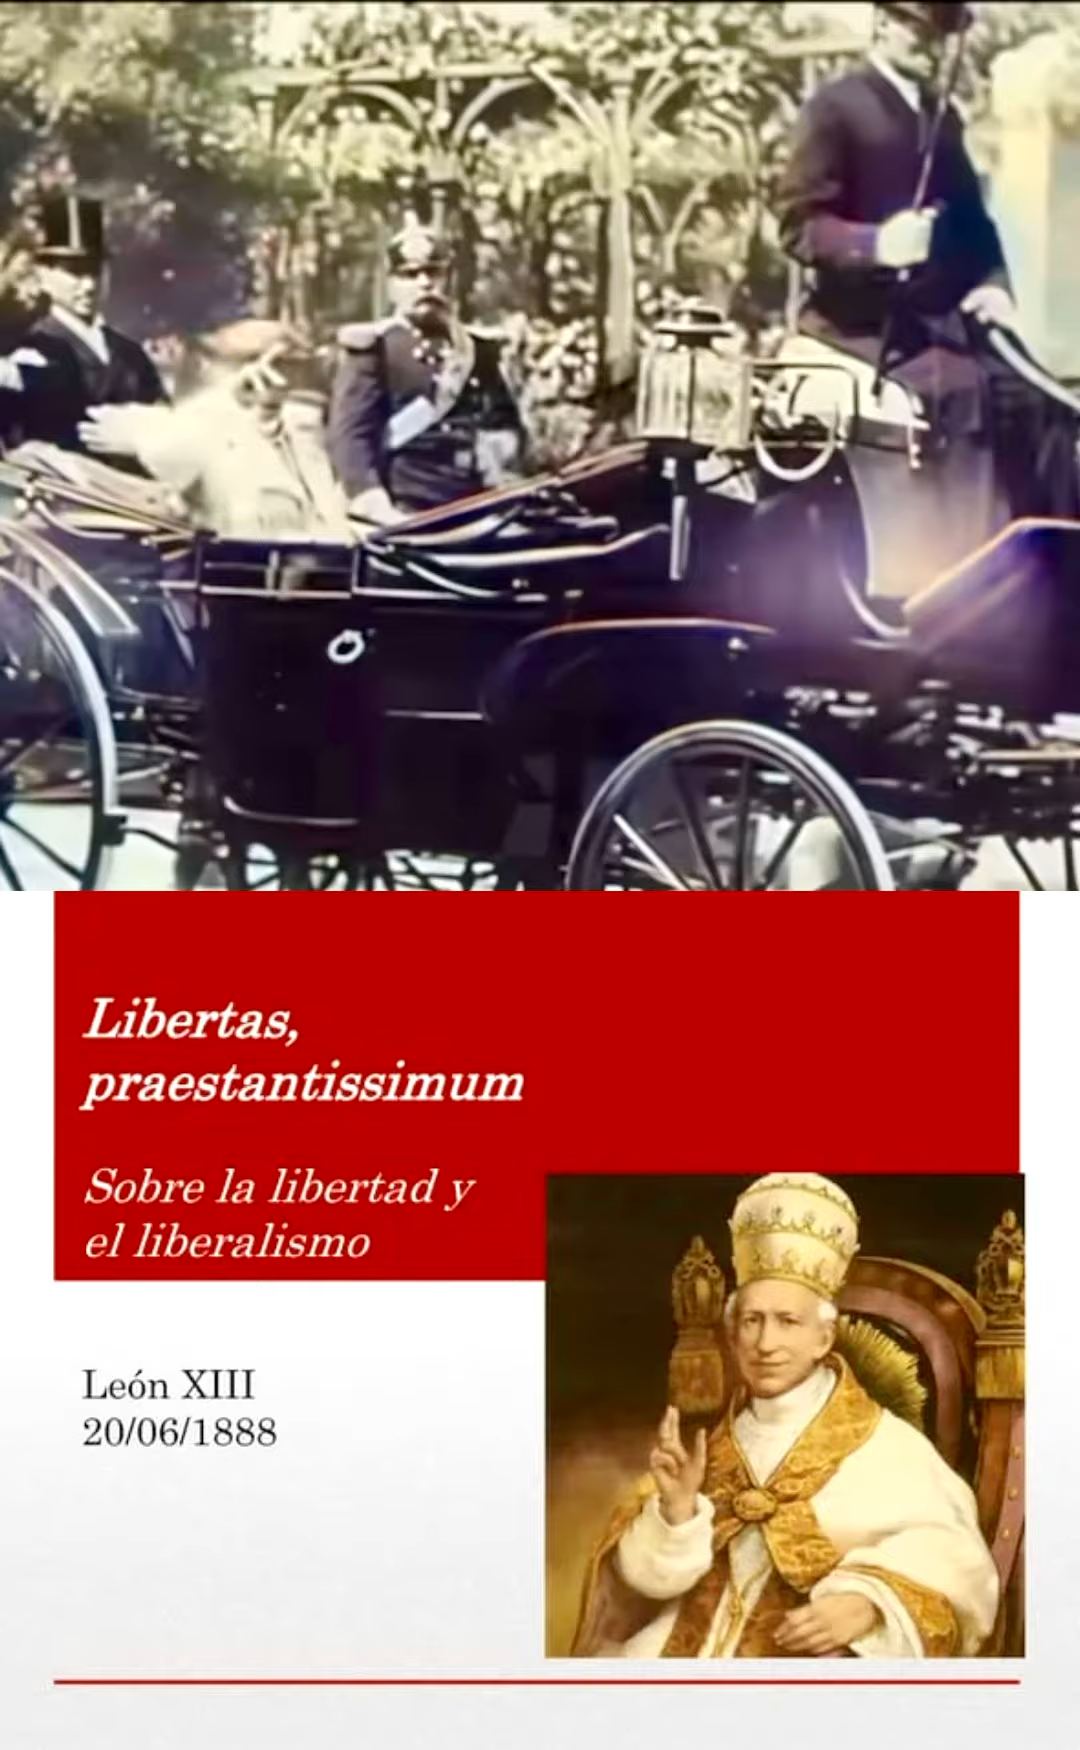 Libertas,
praestantissimum
Sobre la libertad y
el liberalismo
León XIII
20/06/1888